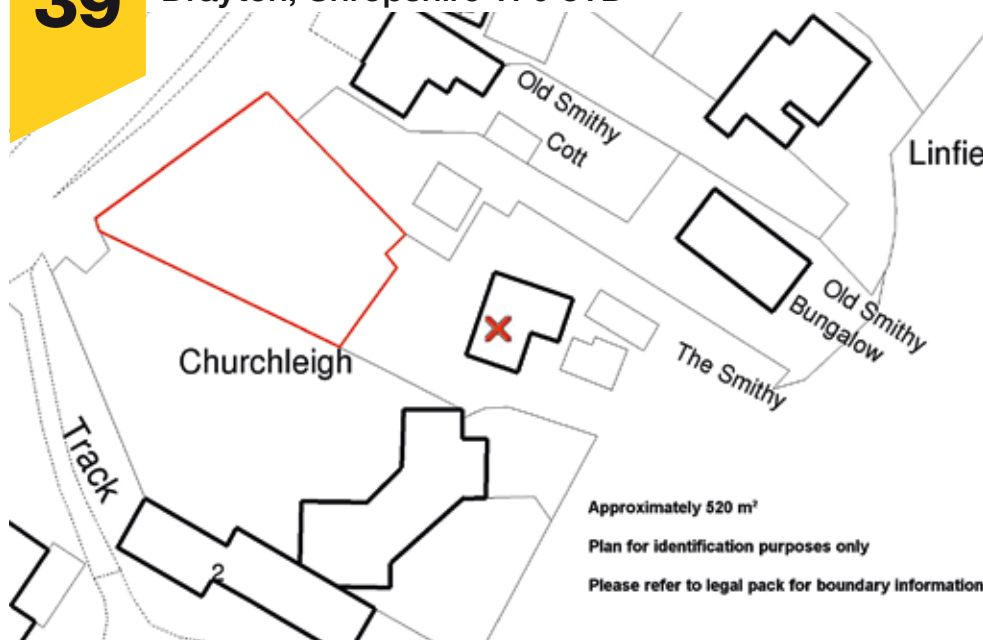 39
Old Smithy
Cott
Churchleigh
Old Smithy
Bungalow
The Smithy
Track
2
Approximately 520 m²
Plan for identification purposes only
Please refer to legal pack for boundary information